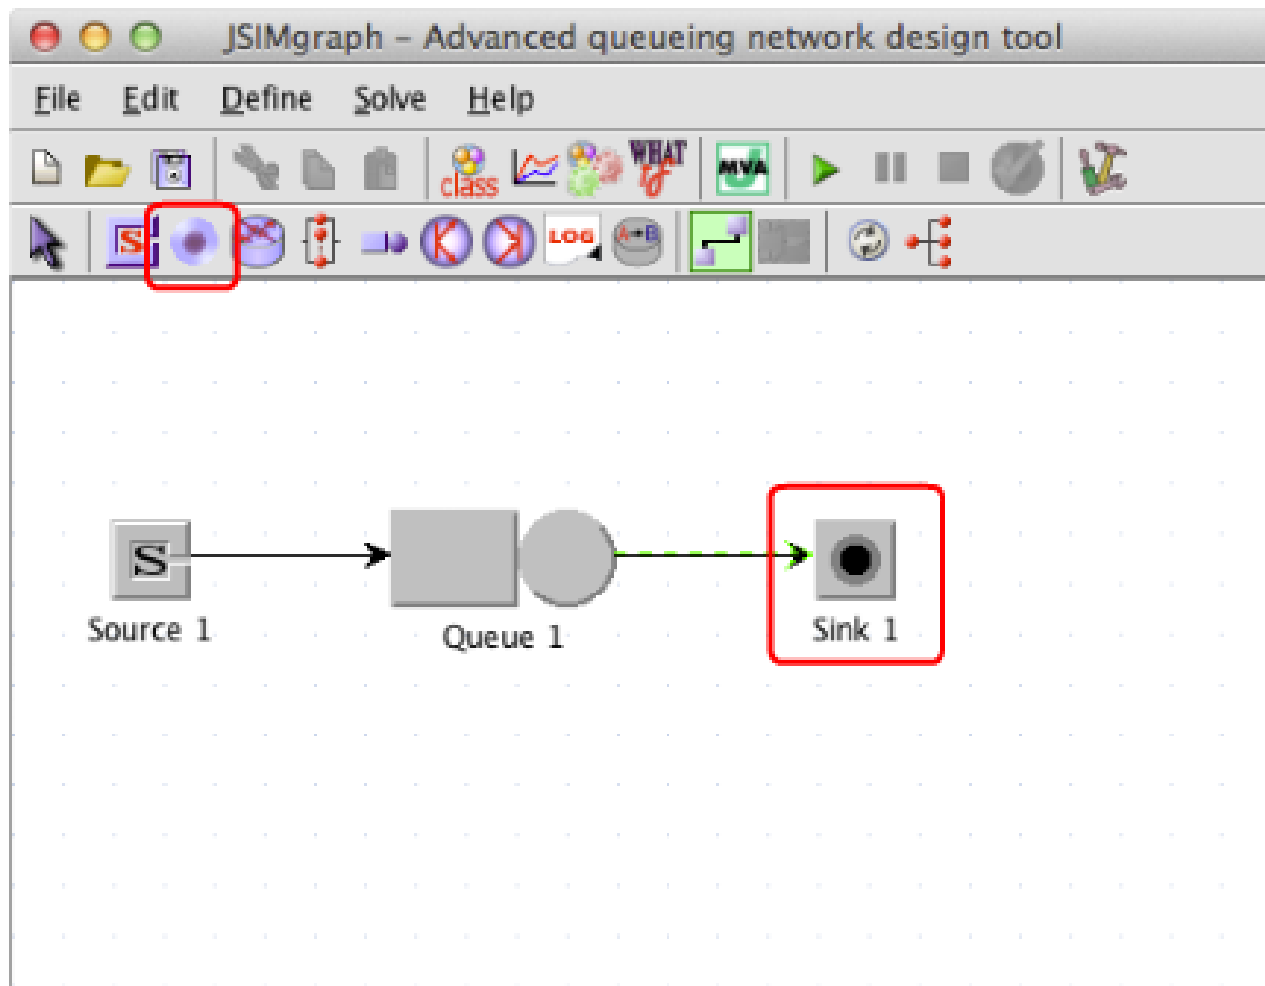 JSIMgraph – Advanced queueing network design tool
File Edit Define Solve Help
class WHAT if MVA
S LOG A→B
S
Source 1 Queue 1 Sink 1